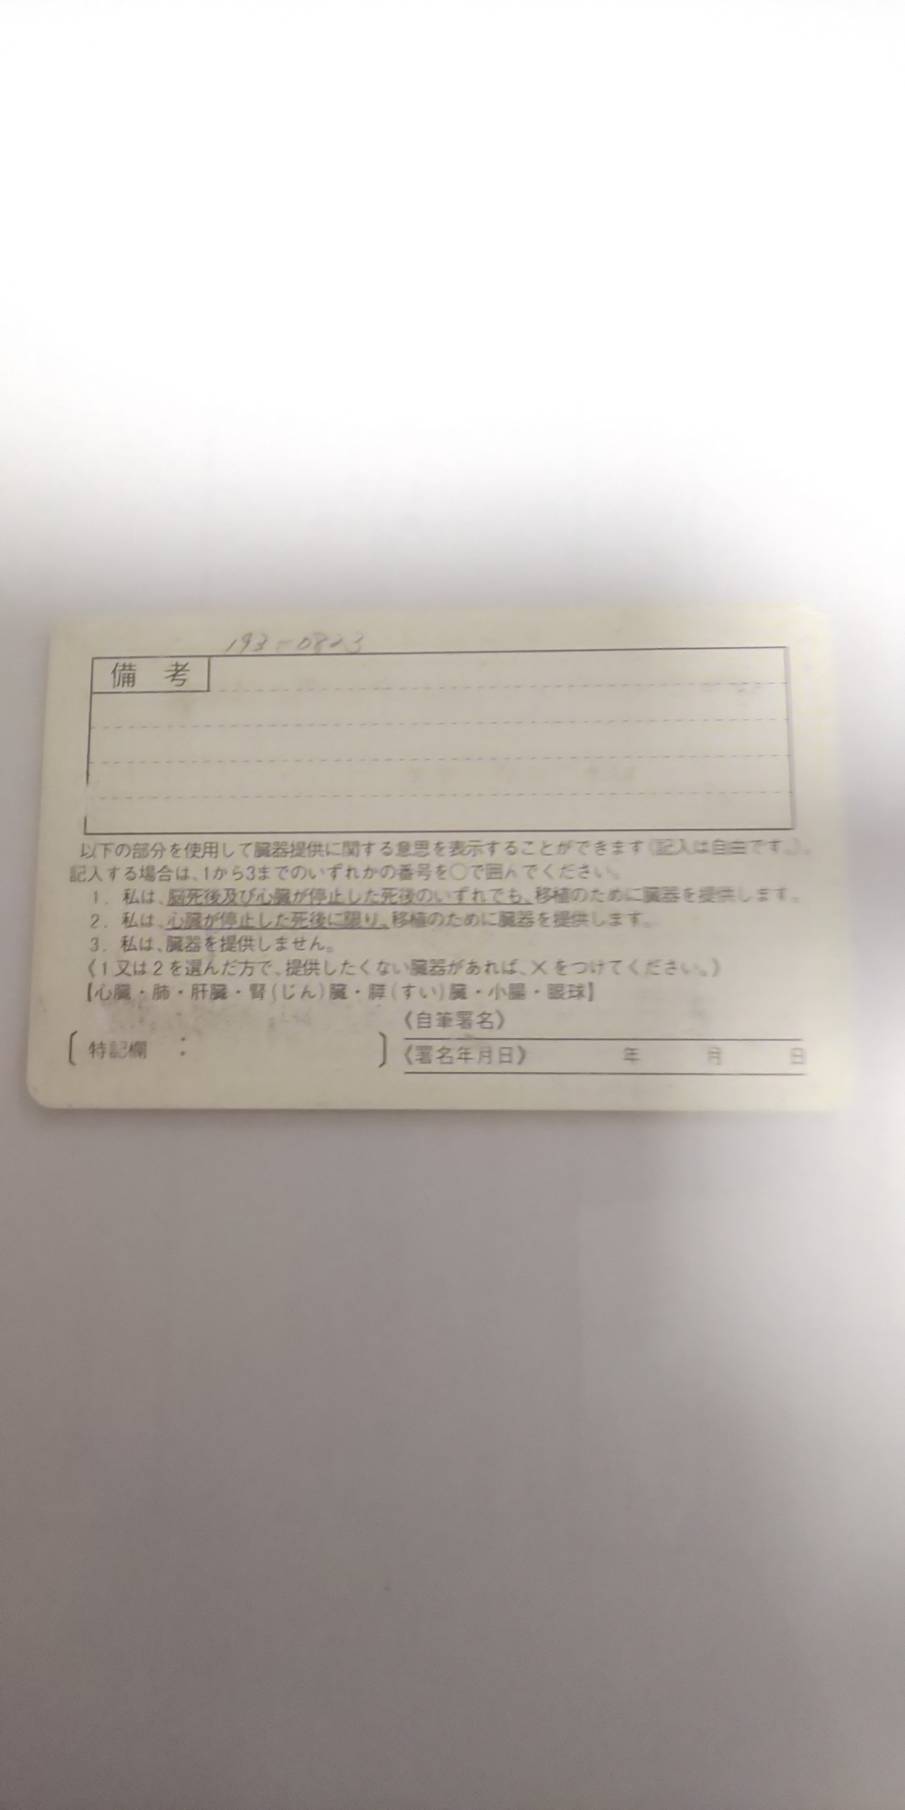 193-0823
備 考
以下の部分を使用して臓器提供に関する意思を表示することができます(記入は自由です。)。
記入する場合は、1から3までのいずれかの番号を○で囲んでください。
1. 私は、脳死後及び心臓が停止した死後のいずれでも、移植のために臓器を提供します。
2. 私は、心臓が停止した死後に限り、移植のために臓器を提供します。
3. 私は、臓器を提供しません。
《1又は2を選んだ方で、提供したくない臓器があれば、×をつけてください。》
【心臓・肺・肝臓・腎(じん)臓・膵(すい)臓・小腸・眼球】
《自筆署名》
〔特記欄 : 〕 《署名年月日》 年 月 日